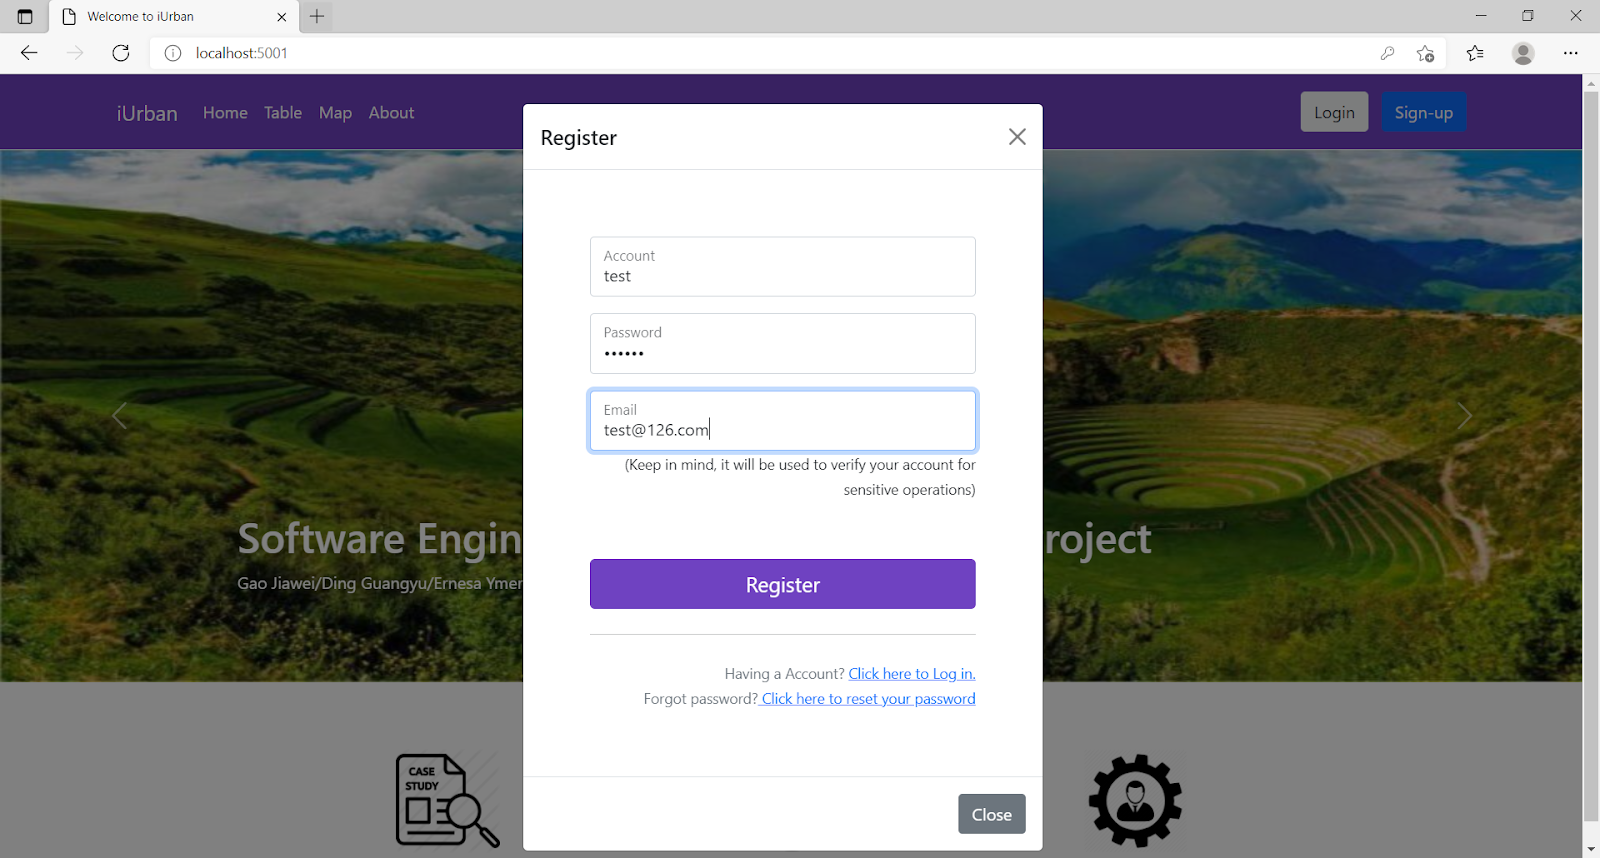 Welcome to iUrban
localhost:5001
iUrban Home Table Map About
Login Sign-up
Register
Account
test
Password
••••••
Email
test@126.com
(Keep in mind, it will be used to verify your account for
sensitive operations)
Software Engin
roject
Gao Jiawei/Ding Guangyu/Ernesa Ymer
Register
Having a Account? Click here to Log in.
Forgot password? Click here to reset your password
CASE
STUDY
Close